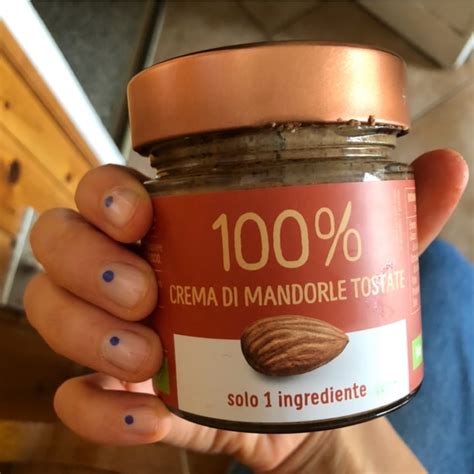 100%
CREMA DI MANDORLE TOSTATE
solo 1 ingrediente